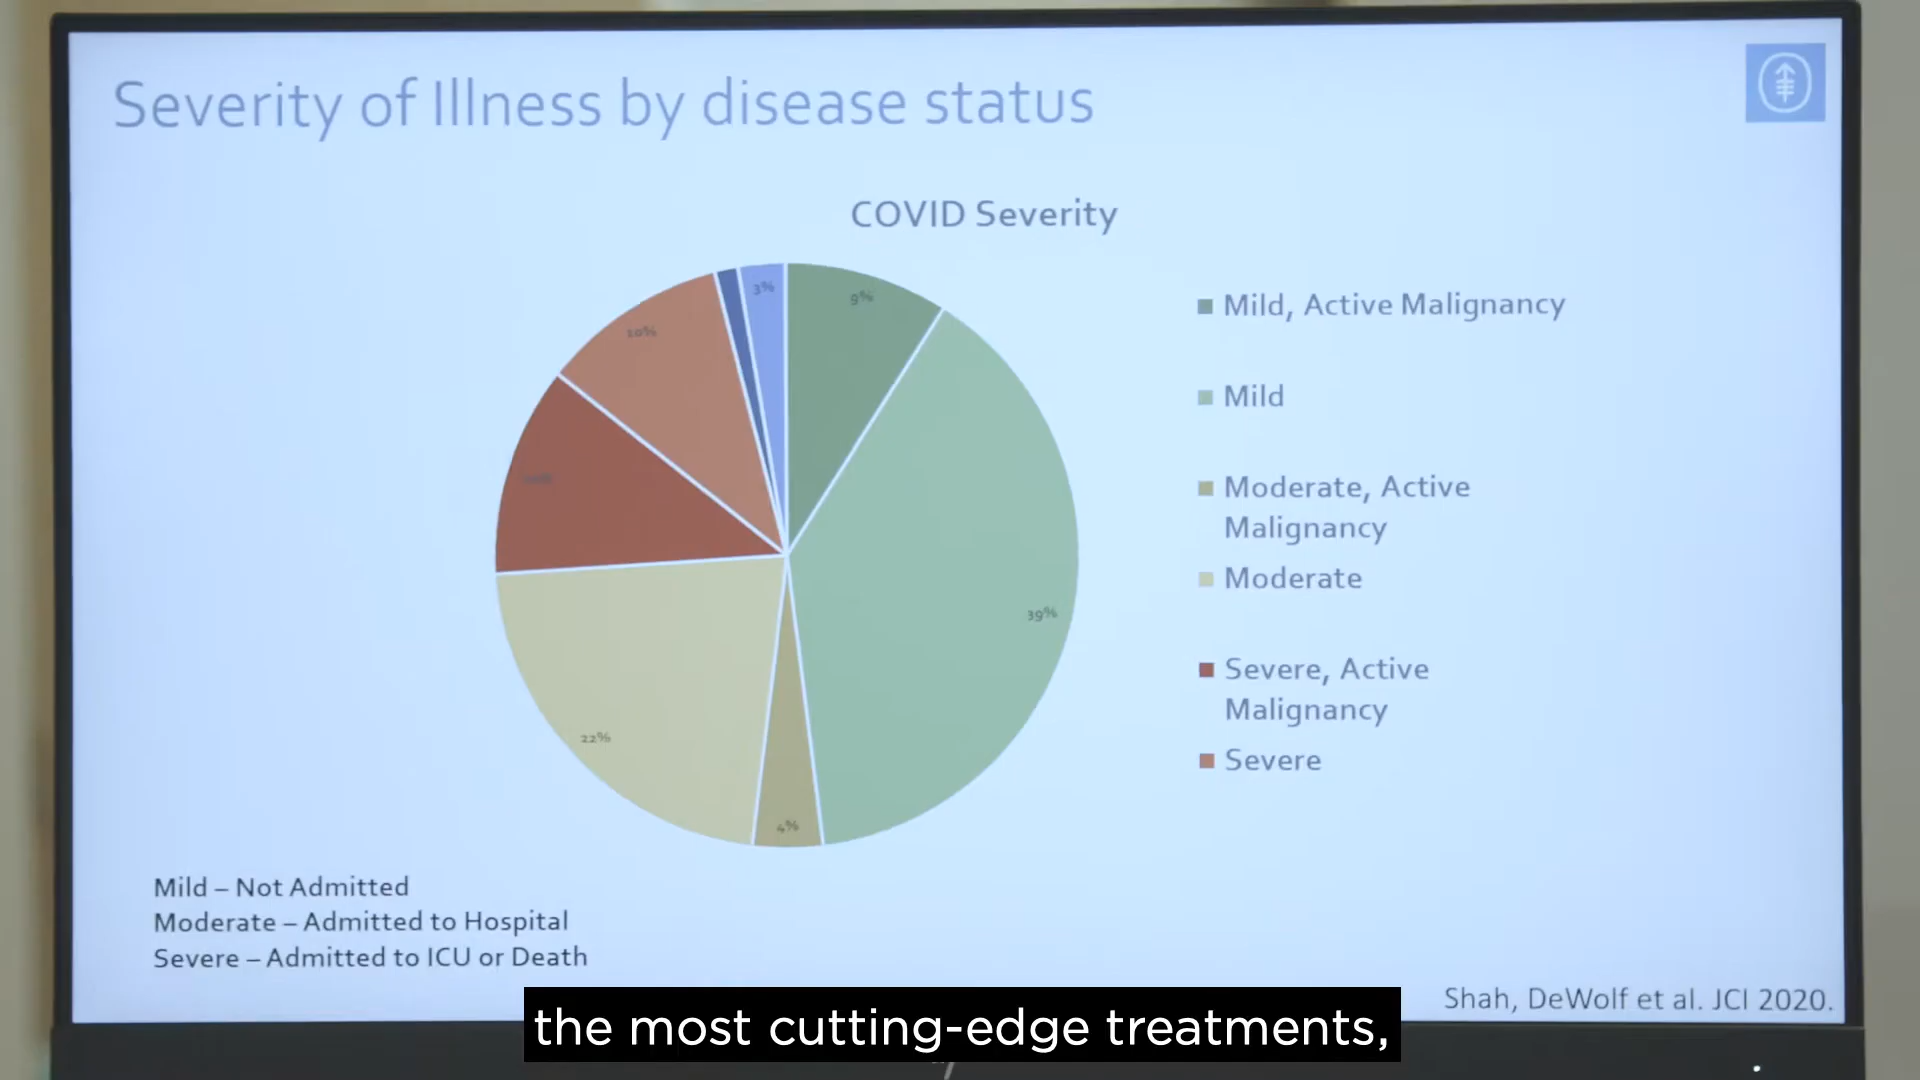 Severity of Illness by disease status
COVID Severity
3%
9%
10%
39%
22%
4%
Mild, Active Malignancy
Mild
Moderate, Active
Malignancy
Moderate
Severe, Active
Malignancy
Severe
Mild – Not Admitted
Moderate – Admitted to Hospital
Severe – Admitted to ICU or Death
Shah, DeWolf et al. JCI 2020.
the most cutting-edge treatments,